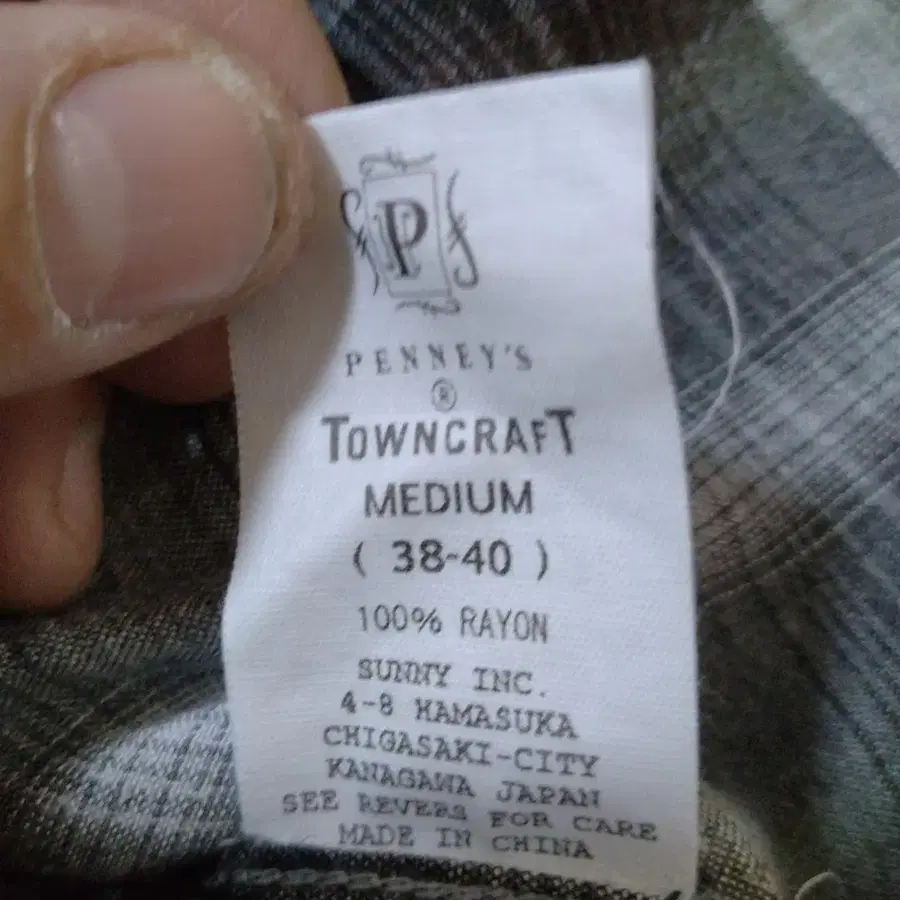 P
PENNEY'S
®
TOWNCRAFT
MEDIUM
( 38-40 )
100% RAYON
SUNNY INC.
4-8 HAMASUKA
CHIGASAKI-CITY
KANAGAWA JAPAN
SEE REVERS FOR CARE
MADE IN CHINA